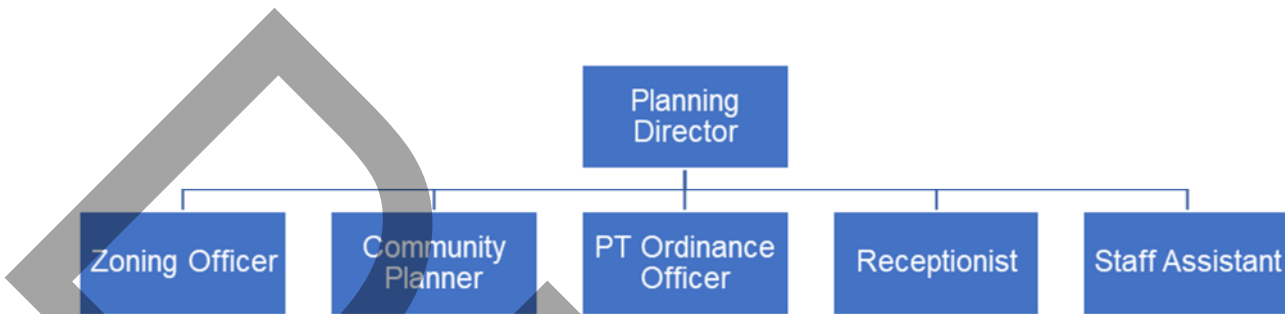 Planning
Director
Zoning Officer
Community
Planner
PT Ordinance
Officer
Receptionist
Staff Assistant